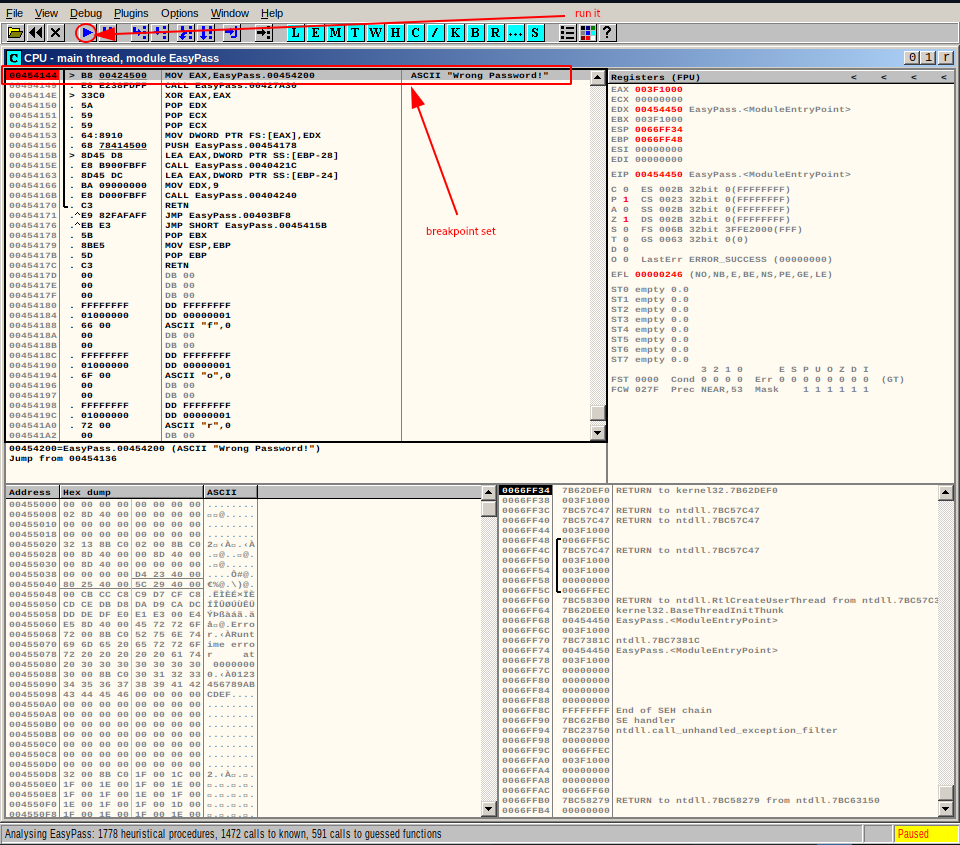 File View Debug Plugins Options Window Help
run it
L E M T W H C / K B R ... S ?
C CPU - main thread, module EasyPass
00454144 > B8 00424500 MOV EAX,EasyPass.00454200 ASCII "Wrong Password!"
00454149 . E8 E238FDFF CALL EasyPass.00427A30
0045414E > 33C0 XOR EAX,EAX
00454150 . 5A POP EDX
00454151 . 59 POP ECX
00454152 . 59 POP ECX
00454153 . 64:8910 MOV DWORD PTR FS:[EAX],EDX
00454156 . 68 78414500 PUSH EasyPass.00454178
0045415B > 8D45 D8 LEA EAX,DWORD PTR SS:[EBP-28]
0045415E . E8 B900FBFF CALL EasyPass.0040421C
00454163 . 8D45 DC LEA EAX,DWORD PTR SS:[EBP-24]
00454166 . BA 09000000 MOV EDX,9
0045416B . E8 D000FBFF CALL EasyPass.00404240
00454170 . C3 RETN
00454171 .^E9 82FAFAFF JMP EasyPass.00403BF8
00454176 .^EB E3 JMP SHORT EasyPass.0045415B
00454178 . 5B POP EBX
00454179 . 8BE5 MOV ESP,EBP
0045417B . 5D POP EBP
0045417C . C3 RETN
0045417D 00 DB 00
0045417E 00 DB 00
0045417F 00 DB 00
00454180 . FFFFFFFF DD FFFFFFFF
00454184 . 01000000 DD 00000001
00454188 . 66 00 ASCII "f",0
0045418A 00 DB 00
0045418B 00 DB 00
0045418C . FFFFFFFF DD FFFFFFFF
00454190 . 01000000 DD 00000001
00454194 . 6F 00 ASCII "o",0
00454196 00 DB 00
00454197 00 DB 00
00454198 . FFFFFFFF DD FFFFFFFF
0045419C . 01000000 DD 00000001
004541A0 . 72 00 ASCII "r",0
004541A2 00 DB 00
breakpoint set
00454200=EasyPass.00454200 (ASCII "Wrong Password!")
Jump from 00454136
Registers (FPU) < < < <
EAX 003F1000
ECX 00000000
EDX 00454450 EasyPass.<ModuleEntryPoint>
EBX 003F1000
ESP 0066FF34
EBP 0066FF48
ESI 00000000
EDI 00000000
EIP 00454450 EasyPass.<ModuleEntryPoint>
C 0 ES 002B 32bit 0(FFFFFFFF)
P 1 CS 0023 32bit 0(FFFFFFFF)
A 0 SS 002B 32bit 0(FFFFFFFF)
Z 1 DS 002B 32bit 0(FFFFFFFF)
S 0 FS 006B 32bit 3FFE2000(FFF)
T 0 GS 0063 32bit 0(0)
D 0
O 0 LastErr ERROR_SUCCESS (00000000)
EFL 00000246 (NO,NB,E,BE,NS,PE,GE,LE)
ST0 empty 0.0
ST1 empty 0.0
ST2 empty 0.0
ST3 empty 0.0
ST4 empty 0.0
ST5 empty 0.0
ST6 empty 0.0
ST7 empty 0.0
3 2 1 0 E S P U O Z D I
FST 0000 Cond 0 0 0 0 Err 0 0 0 0 0 0 0 0 (GT)
FCW 027F Prec NEAR,53 Mask 1 1 1 1 1 1
Address Hex dump ASCII
00455000 00 00 00 00 00 00 00 00 ........
00455008 02 8D 40 00 00 00 00 00
00455010 00 00 00 00 00 00 00 00 ........
00455018 00 00 00 00 00 00 00 00 ........
00455020 32 13 8B C0 02 00 8B C0
00455028 00 8D 40 00 00 8D 40 00
00455030 00 8D 40 00 00 00 00 00
00455038 00 00 00 00 D4 23 40 00 ....Ô#@.
00455040 80 25 40 00 5C 29 40 00 €%@.\)@.
00455048 00 CB CC C8 C9 D7 CF C8 .ËÌÈÉ×ÏÈ
00455050 CD CE DB D8 DA D9 CA DC ÍÎÛØÚÙÊÜ
00455058 DD DE DF E0 E1 E3 00 E4 ÝÞßàáã.ä
00455060 E5 8D 40 00 45 72 72 6F
00455068 72 00 8B C0 52 75 6E 74 r.‹ÀRunt
00455070 69 6D 65 20 65 72 72 6F ime erro
00455078 72 20 20 20 20 20 61 74 r at
00455080 20 30 30 30 30 30 30 30 0000000
00455088 30 00 8B C0 30 31 32 33 0.‹À0123
00455090 34 35 36 37 38 39 41 42 456789AB
00455098 43 44 45 46 00 00 00 00 CDEF....
004550A0 00 00 00 00 00 00 00 00 ........
004550A8 00 00 00 00 00 00 00 00 ........
004550B0 00 00 00 00 00 00 00 00 ........
004550B8 00 00 00 00 00 00 00 00 ........
004550C0 00 00 00 00 00 00 00 00 ........
004550C8 00 00 00 00 00 00 00 00 ........
004550D0 00 00 00 00 00 00 00 00 ........
004550D8 32 00 8B C0 1F 00 1C 00
004550E0 1F 00 1E 00 1F 00 1E 00
004550E8 1F 00 1F 00 1E 00 1F 00
004550F0 1E 00 1F 00 1F 00 1D 00
004550F8 1F 00 1E 00 1F 00 1E 00
0066FF34 7B62DEF0 RETURN to kernel32.7B62DEF0
0066FF38 003F1000
0066FF3C 7BC57C47 RETURN to ntdll.7BC57C47
0066FF40 7BC57C47 RETURN to ntdll.7BC57C47
0066FF44 003F1000
0066FF48 0066FF5C
0066FF4C 7BC57C47 RETURN to ntdll.7BC57C47
0066FF50 003F1000
0066FF54 003F1000
0066FF58 00000000
0066FF5C 0066FFEC
0066FF60 7BC58300 RETURN to ntdll.RtlCreateUserThread from ntdll.7BC57C3
0066FF64 7B62DEE0 kernel32.BaseThreadInitThunk
0066FF68 00454450 EasyPass.<ModuleEntryPoint>
0066FF6C 003F1000
0066FF70 7BC7381C ntdll.7BC7381C
0066FF74 00454450 EasyPass.<ModuleEntryPoint>
0066FF78 003F1000
0066FF7C 00000000
0066FF80 00000000
0066FF84 00000000
0066FF88 00000000
0066FF8C FFFFFFFF End of SEH chain
0066FF90 7BC62FB0 SE handler
0066FF94 7BC23750 ntdll.call_unhandled_exception_filter
0066FF98 00000000
0066FF9C 0066FFEC
0066FFA0 003F1000
0066FFA4 00000000
0066FFA8 00000000
0066FFAC 0066FF60
0066FFB0 7BC58279 RETURN to ntdll.7BC58279 from ntdll.7BC63150
0066FFB4 00000000
Analysing EasyPass: 1778 heuristical procedures, 1472 calls to known, 591 calls to guessed functions
Paused